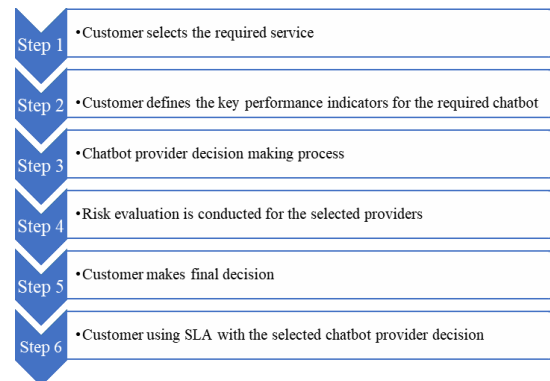 Step 1
•Customer selects the required service
Step 2
•Customer defines the key performance indicators for the required chatbot
Step 3
•Chatbot provider decision making process
Step 4
•Risk evaluation is conducted for the selected providers
Step 5
•Customer makes final decision
Step 6
•Customer using SLA with the selected chatbot provider decision